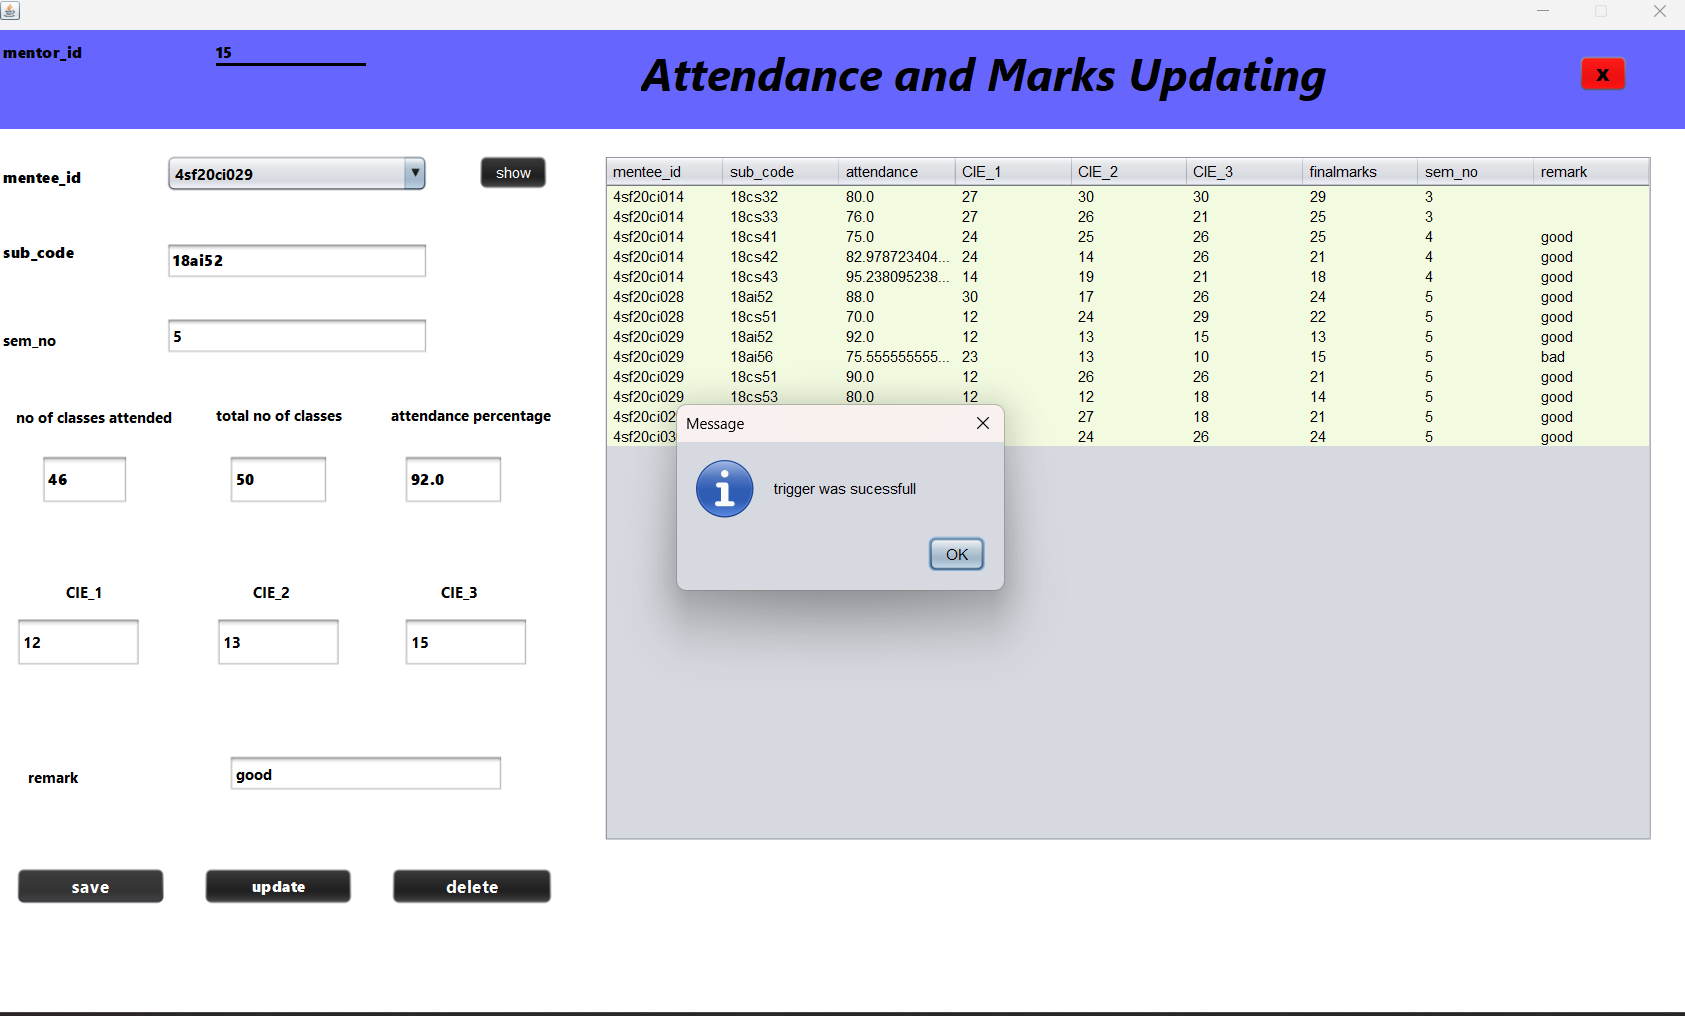 mentor_id 15
Attendance and Marks Updating
x
mentee_id 4sf20ci029 show
sub_code 18ai52
sem_no 5
no of classes attended total no of classes attendance percentage
46 50 92.0
CIE_1 CIE_2 CIE_3
12 13 15
remark good
save update delete
mentee_id sub_code attendance CIE_1 CIE_2 CIE_3 finalmarks sem_no remark
4sf20ci014 18cs32 80.0 27 30 30 29 3
4sf20ci014 18cs33 76.0 27 26 21 25 3
4sf20ci014 18cs41 75.0 24 25 26 25 4 good
4sf20ci014 18cs42 82.978723404... 24 14 26 21 4 good
4sf20ci014 18cs43 95.238095238... 14 19 21 18 4 good
4sf20ci028 18ai52 88.0 30 17 26 24 5 good
4sf20ci028 18cs51 70.0 12 24 29 22 5 good
4sf20ci029 18ai52 92.0 12 13 15 13 5 good
4sf20ci029 18ai56 75.555555555... 23 13 10 15 5 bad
4sf20ci029 18cs51 90.0 12 26 26 21 5 good
4sf20ci029 18cs53 80.0 12 12 18 14 5 good
27 18 21 5 good
24 26 24 5 good
Message
trigger was sucessfull
OK